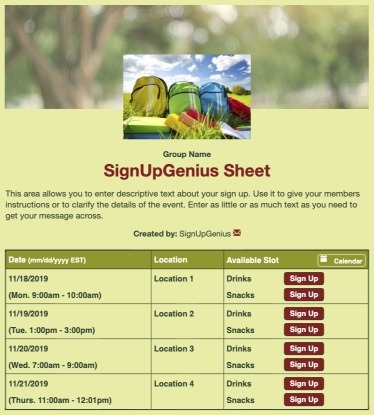 Group Name
SignUpGenius Sheet
This area allows you to enter descriptive text about your sign up. Use it to give your members
instructions or to clarify the details of the event. Enter as little or as much text as you need to
get your message across.
Created by: SignUpGenius
Date (mm/dd/yyyy EST) Location Available Slot Calendar
11/18/2019 Location 1 Drinks Sign Up
(Mon. 9:00am - 10:00am) Snacks Sign Up
11/19/2019 Location 2 Drinks Sign Up
(Tue. 1:00pm - 3:00pm) Snacks Sign Up
11/20/2019 Location 3 Drinks Sign Up
(Wed. 7:00am - 9:00am) Snacks Sign Up
11/21/2019 Location 4 Drinks Sign Up
(Thurs. 11:00am - 12:01pm) Snacks Sign Up